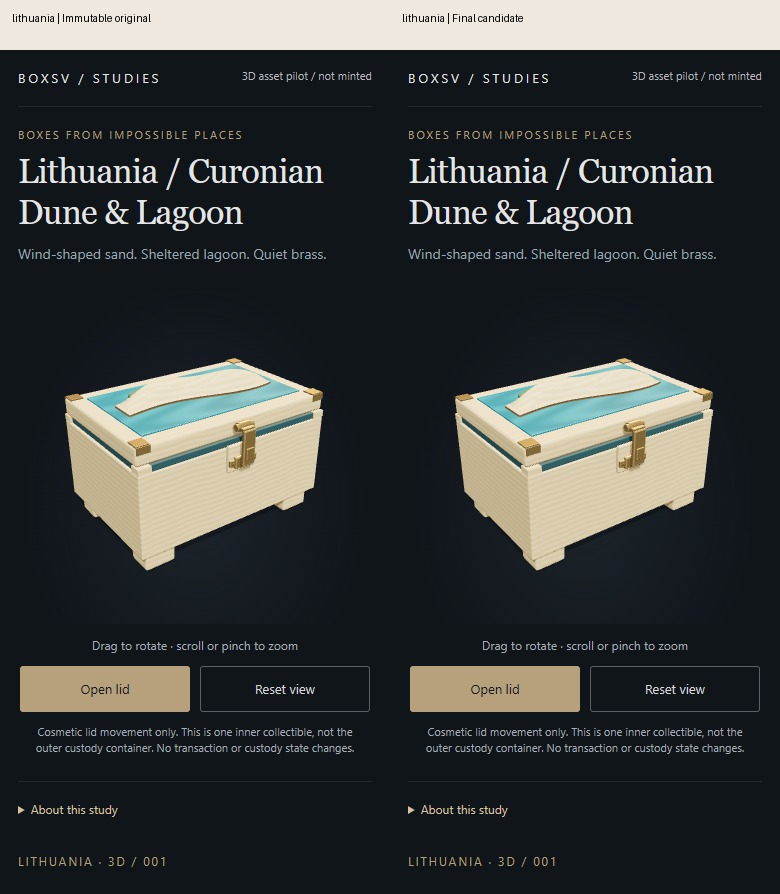 lithuania | Immutable original
BOXSV / STUDIES
3D asset pilot / not minted
BOXES FROM IMPOSSIBLE PLACES
Lithuania / Curonian
Dune & Lagoon
Wind-shaped sand. Sheltered lagoon. Quiet brass.
Drag to rotate · scroll or pinch to zoom
Open lid
Reset view
Cosmetic lid movement only. This is one inner collectible, not the
outer custody container. No transaction or custody state changes.
About this study
LITHUANIA · 3D / 001
lithuania | Final candidate
BOXSV / STUDIES
3D asset pilot / not minted
BOXES FROM IMPOSSIBLE PLACES
Lithuania / Curonian
Dune & Lagoon
Wind-shaped sand. Sheltered lagoon. Quiet brass.
Drag to rotate · scroll or pinch to zoom
Open lid
Reset view
Cosmetic lid movement only. This is one inner collectible, not the
outer custody container. No transaction or custody state changes.
About this study
LITHUANIA · 3D / 001